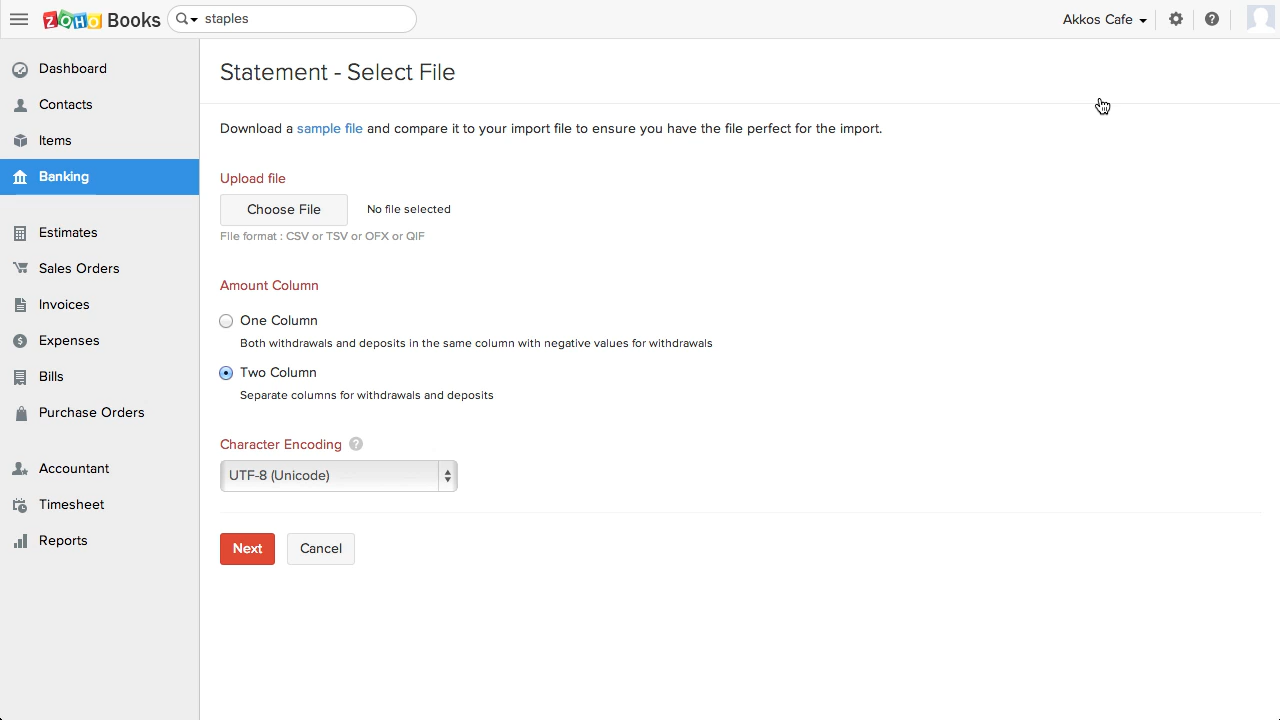 ZOHO Books
staples
Akkos Cafe
Dashboard
Contacts
Items
Banking
Estimates
Sales Orders
Invoices
Expenses
Bills
Purchase Orders
Accountant
Timesheet
Reports
Statement - Select File
Download a sample file and compare it to your import file to ensure you have the file perfect for the import.
Upload file
Choose File No file selected
File format : CSV or TSV or OFX or QIF
Amount Column
One Column
Both withdrawals and deposits in the same column with negative values for withdrawals
Two Column
Separate columns for withdrawals and deposits
Character Encoding ?
UTF-8 (Unicode)
Next Cancel